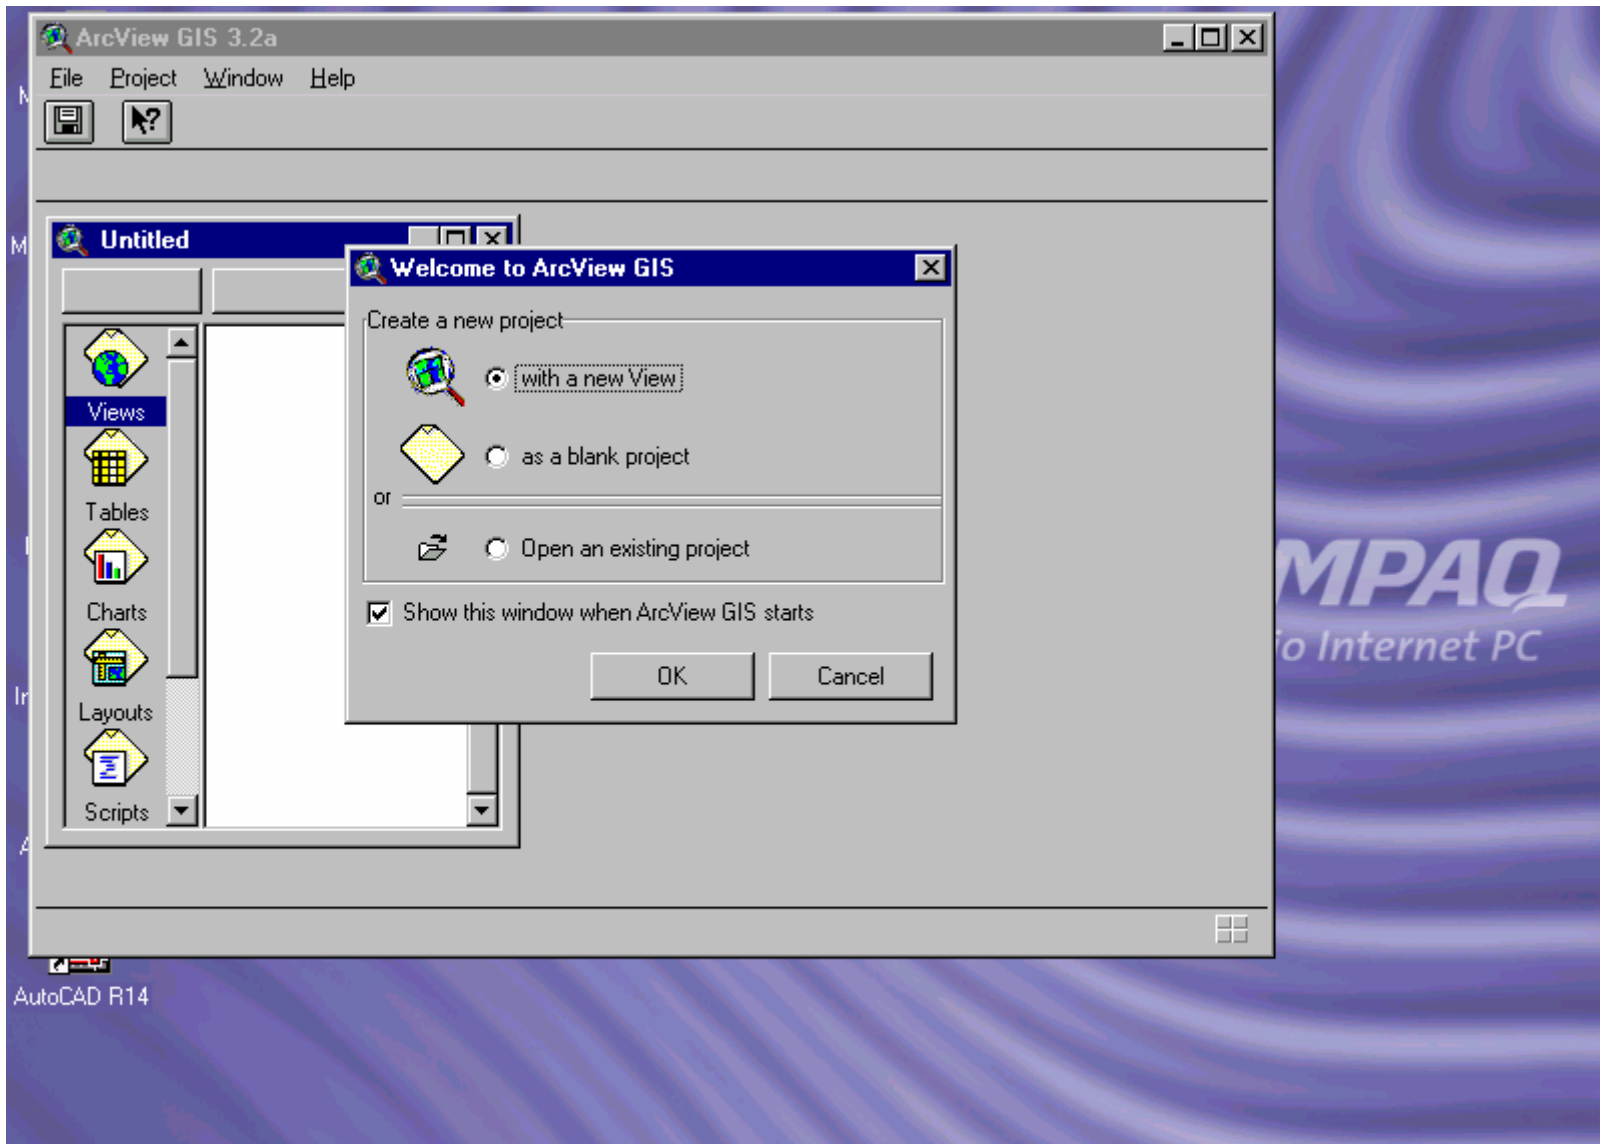 ArcView GIS 3.2a
File Project Window Help
Untitled
Welcome to ArcView GIS
Create a new project
with a new View
as a blank project
or
Open an existing project
Show this window when ArcView GIS starts
OK Cancel
Views
Tables
Charts
Layouts
Scripts
MPAQ
io Internet PC
AutoCAD R14